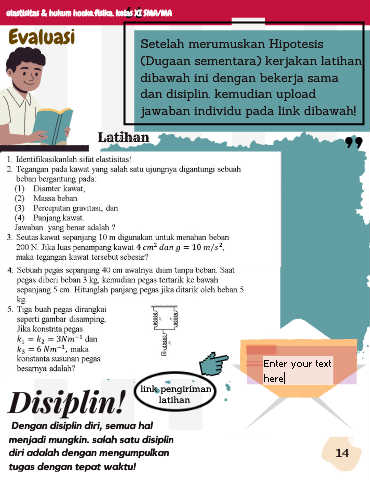 elastisitas & hukum hooke.fisika. kelas XI SMA/MA
Evaluasi
Setelah merumuskan Hipotesis
(Dugaan sementara) kerjakan latihan
dibawah ini dengan bekerja sama
dan disiplin. kemudian upload
jawaban individu pada link dibawah!
Latihan
1. Identifikasikanlah sifat elastisitas!
2. Tegangan pada kawat yang salah satu ujungnya digantungi sebuah
beban bergantung pada:
(1) Diamter kawat,
(2) Massa beban
(3) Percepatan gravitasi, dan
(4) Panjang kawat.
Jawaban yang benar adalah ?
3. Seutas kawat sepanjang 10 m digunakan untuk menahan beban
200 N. Jika luas penampang kawat 4 cm² dan g = 10 m/s²,
maka tegangan kawat tersebut sebesar?
4. Sebuah pegas sepanjang 40 cm awalnya diam tanpa beban. Saat
pegas diberi beban 3 kg, kemudian pegas tertarik ke bawah
sepanjang 5 cm. Hitunglah panjang pegas jika ditarik oleh beban 5
kg.
5. Tiga buah pegas dirangkai
seperti gambar disamping.
Jika konstnta pegas
k₁ = k₂ = 3Nm⁻¹ dan
k₃ = 6 Nm⁻¹, maka
konstanta susunan pegas
besarnya adalah?
link pengiriman
latihan
Enter your text
here
Disiplin!
Dengan disiplin diri, semua hal
menjadi mungkin. salah satu disiplin
diri adalah dengan mengumpulkan
tugas dengan tepat waktu!
14